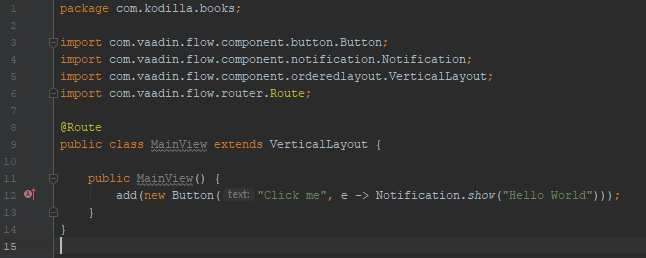 1 package com.kodilla.books;
2
3 import com.vaadin.flow.component.button.Button;
4 import com.vaadin.flow.component.notification.Notification;
5 import com.vaadin.flow.component.orderedlayout.VerticalLayout;
6 import com.vaadin.flow.router.Route;
7
8 @Route
9 public class MainView extends VerticalLayout {
10
11     public MainView() {
12         add(new Button( text: "Click me", e -> Notification.show("Hello World")));
13     }
14 }
15